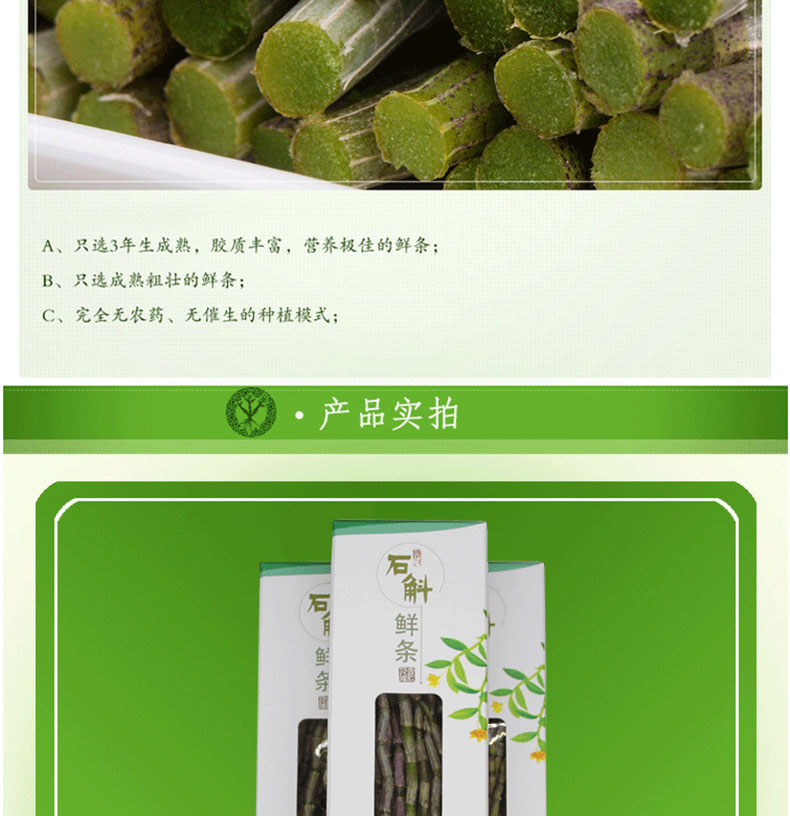 A、只选3年生成熟，胶质丰富，营养极佳的鲜条；
B、只选成熟粗壮的鲜条；
C、完全无农药、无催生的种植模式；
·产品实拍
石斛
鲜条
石斛
鲜条